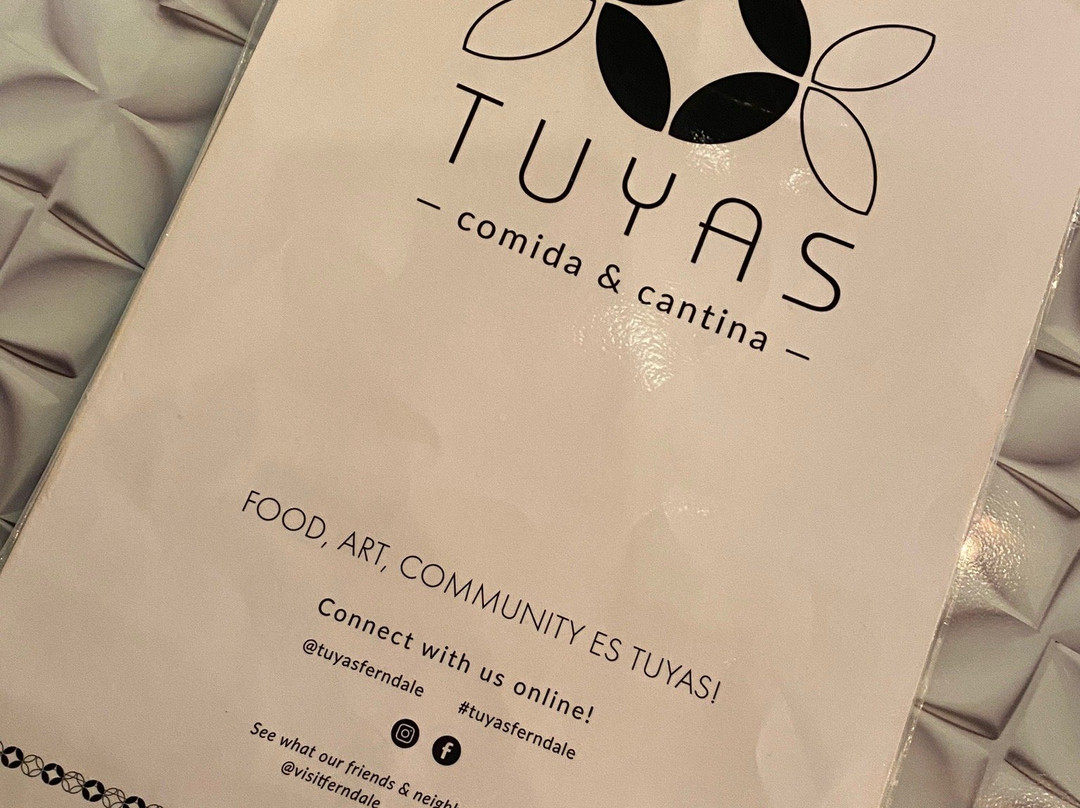 TUYAS
– comida & cantina –
FOOD, ART, COMMUNITY ES TUYAS!
Connect with us online!
@tuyasferndale #tuyasferndale
See what our friends &
@visitferndale